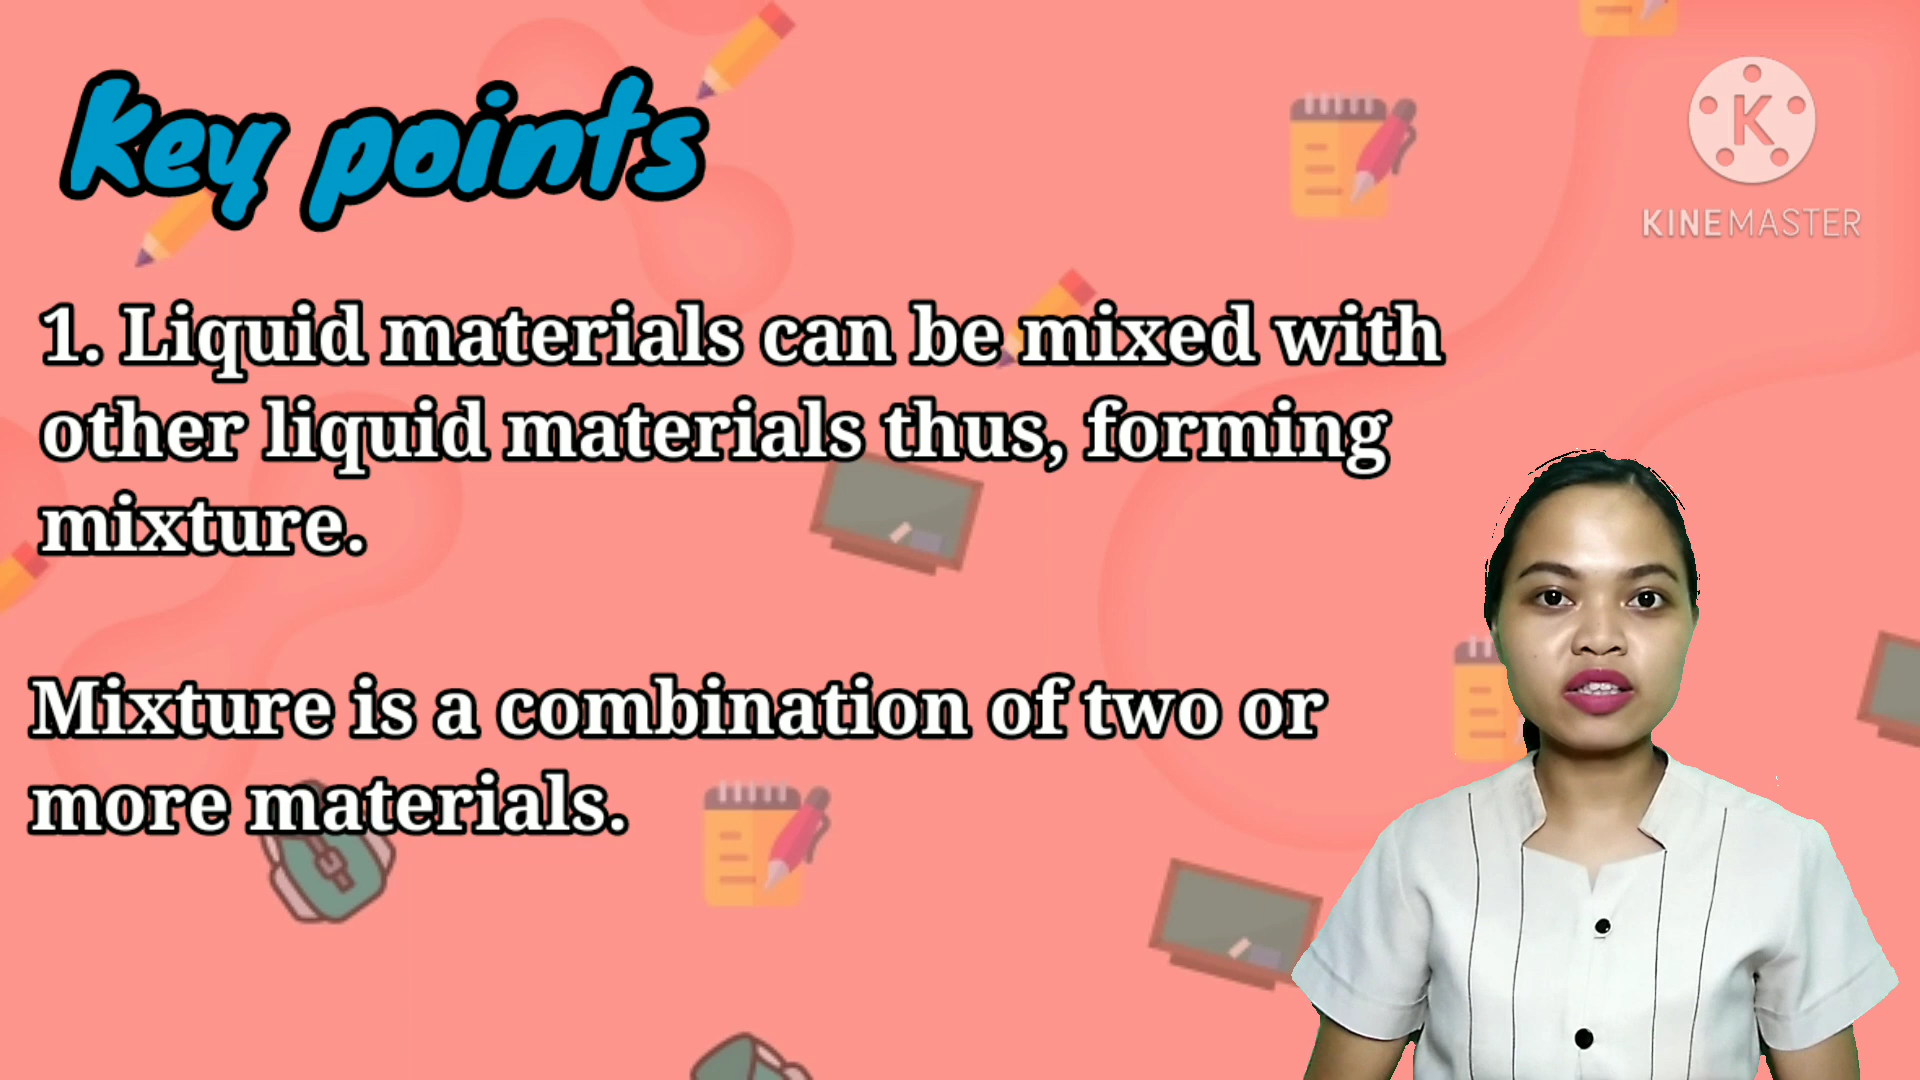 Key points
K
KINEMASTER
1. Liquid materials can be mixed with
other liquid materials thus, forming
mixture.
Mixture is a combination of two or
more materials.